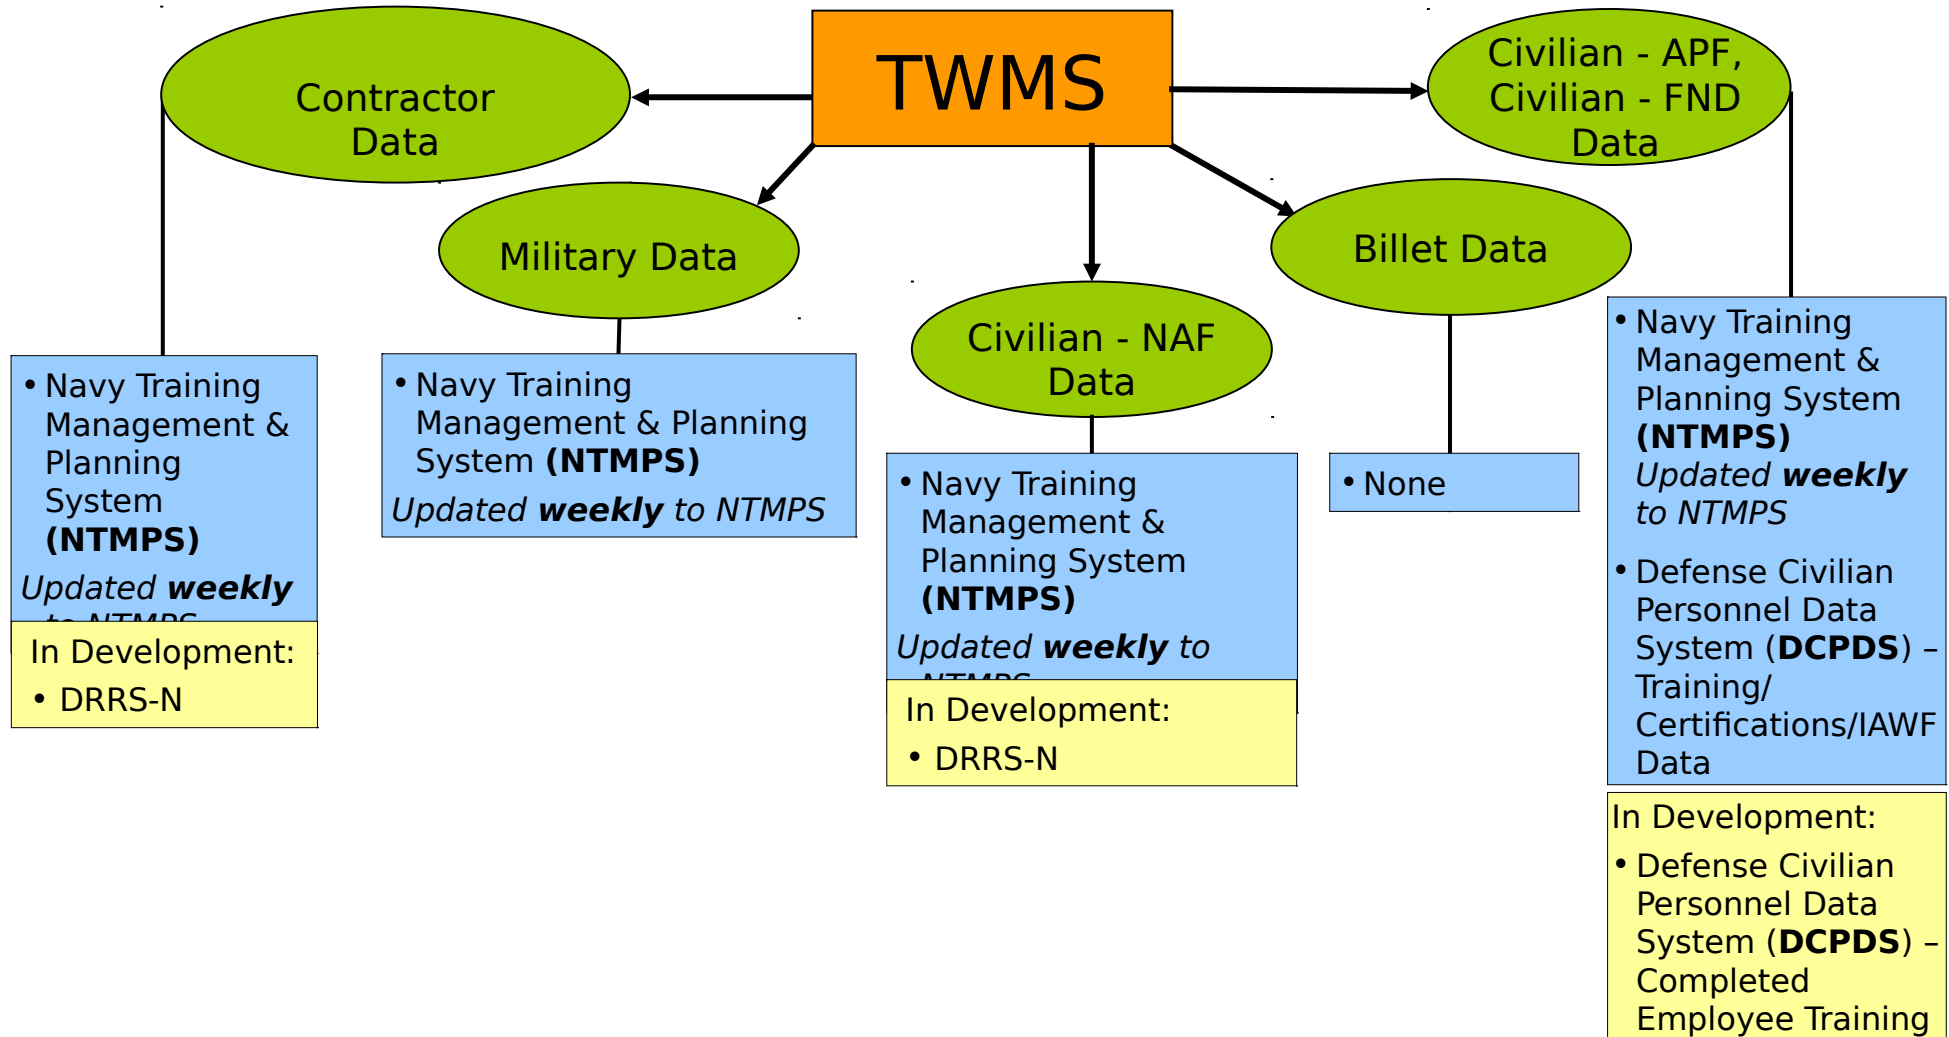 TWMS
Contractor
Data
Military Data
Civilian - NAF
Data
Billet Data
Civilian - APF,
Civilian - FND
Data
• Navy Training
Management &
Planning
System
(NTMPS)
Updated weekly
to NTMPS
In Development:
• DRRS-N
• Navy Training
Management & Planning
System (NTMPS)
Updated weekly to NTMPS
• Navy Training
Management &
Planning System
(NTMPS)
Updated weekly to
NTMPS
In Development:
• DRRS-N
• None
• Navy Training
Management &
Planning System
(NTMPS)
Updated weekly
to NTMPS
• Defense Civilian
Personnel Data
System (DCPDS) –
Training/
Certifications/IAWF
Data
In Development:
• Defense Civilian
Personnel Data
System (DCPDS) –
Completed
Employee Training